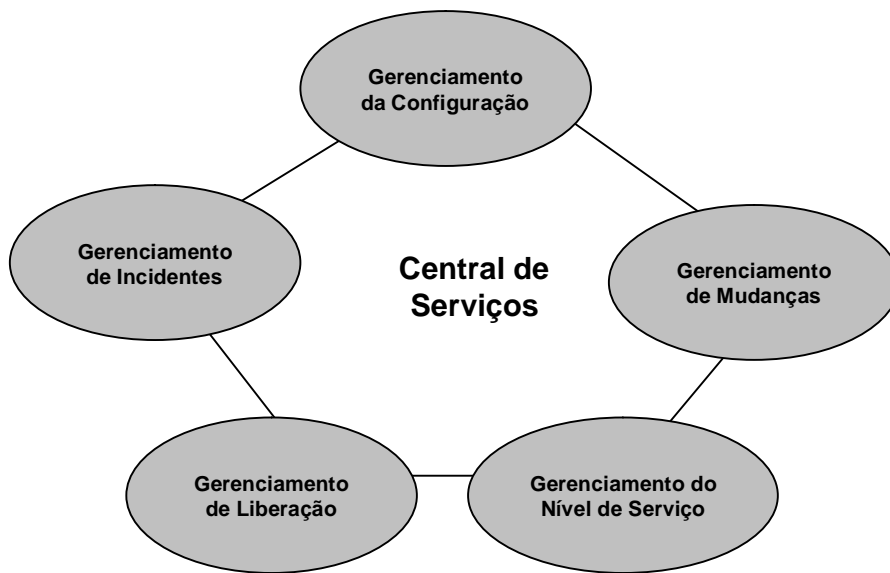 Gerenciamento
da Configuração
Gerenciamento
de Incidentes
Central de
Serviços
Gerenciamento
de Mudanças
Gerenciamento
de Liberação
Gerenciamento do
Nível de Serviço